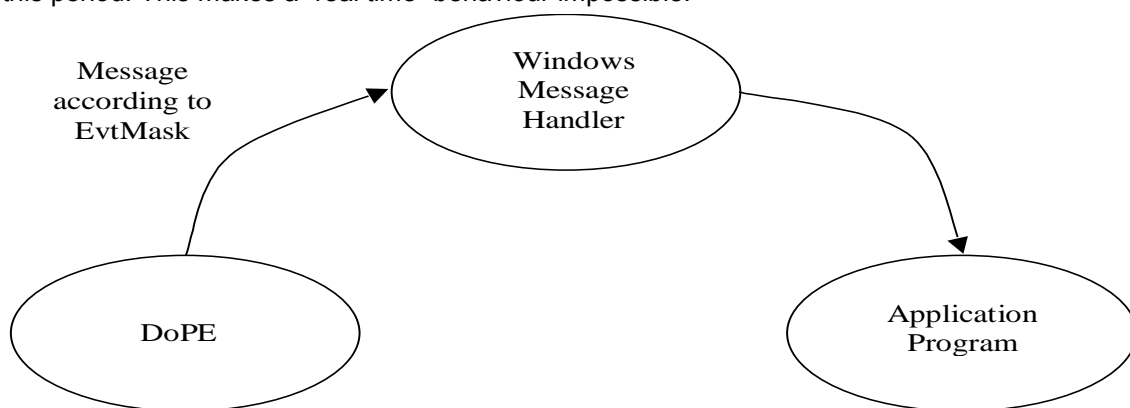 this period. This makes a "real time" behaviour impossible.
Message
according to
EvtMask
Windows
Message
Handler
DoPE
Application
Program